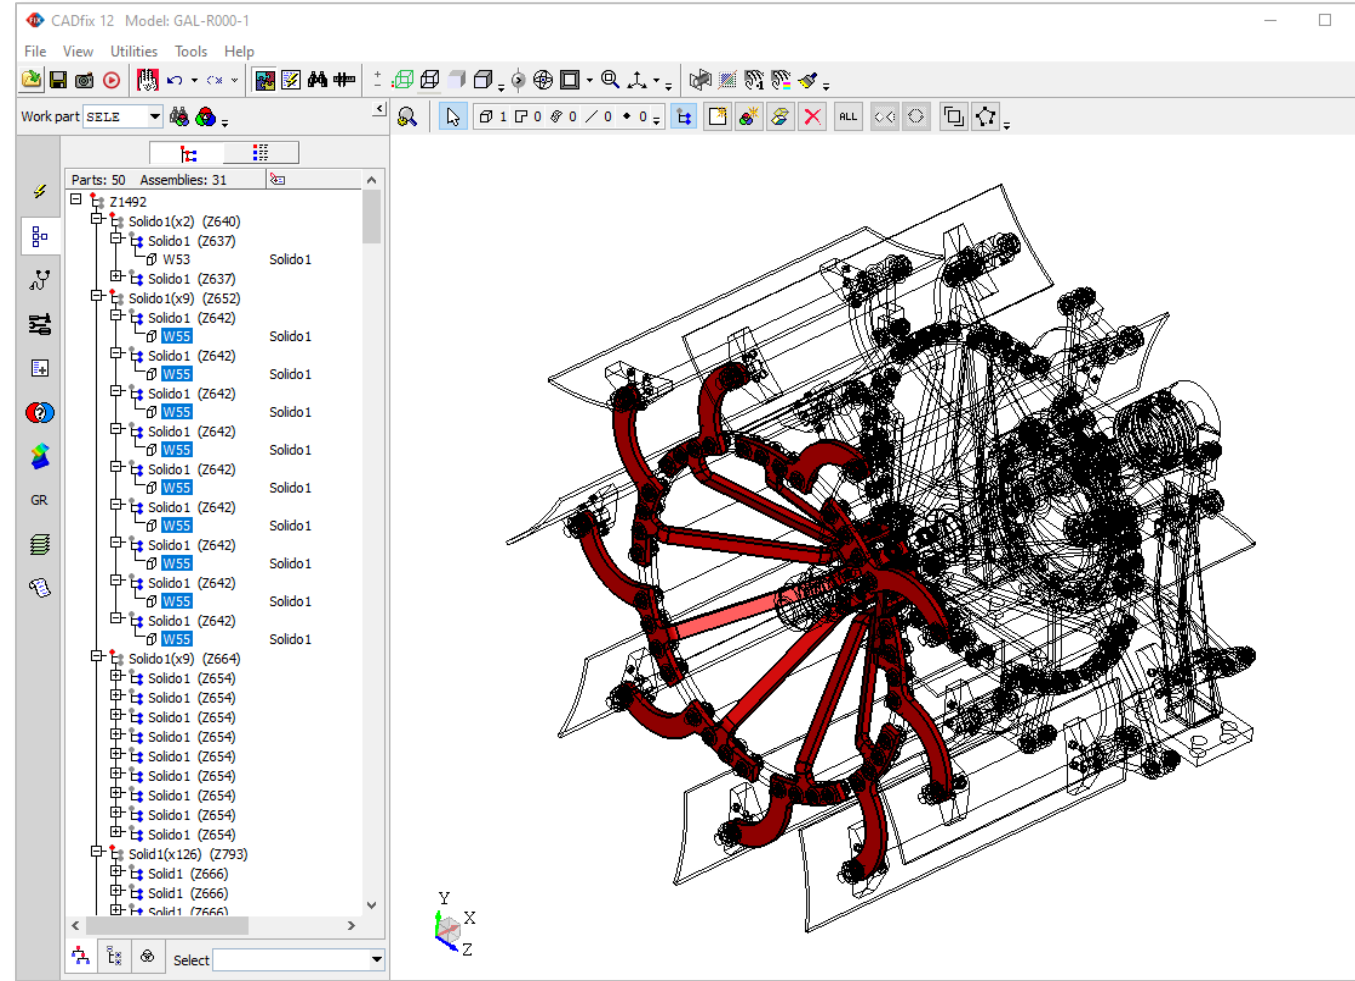 FIX CADfix 12 Model: GAL-R000-1
File View Utilities Tools Help
Work part SELE 1 0 0 0 0 ALL
Parts: 50 Assemblies: 31
Z1492
Solido1(x2) (Z640)
Solido1 (Z637)
W53 Solido1
Solido1 (Z637)
Solido1(x9) (Z652)
Solido1 (Z642)
W55 Solido1
Solido1 (Z642)
W55 Solido1
Solido1 (Z642)
W55 Solido1
Solido1 (Z642)
W55 Solido1
Solido1 (Z642)
W55 Solido1
Solido1 (Z642)
W55 Solido1
Solido1 (Z642)
W55 Solido1
Solido1 (Z642)
W55 Solido1
Solido1 (Z642)
W55 Solido1
Solido1(x9) (Z664)
Solido1 (Z654)
Solido1 (Z654)
Solido1 (Z654)
Solido1 (Z654)
Solido1 (Z654)
Solido1 (Z654)
Solido1 (Z654)
Solido1 (Z654)
Solido1 (Z654)
Solid1(x126) (Z793)
Solid1 (Z666)
Solid1 (Z666)
Solid1 (Z666)
GR
Select
Y
X
Z